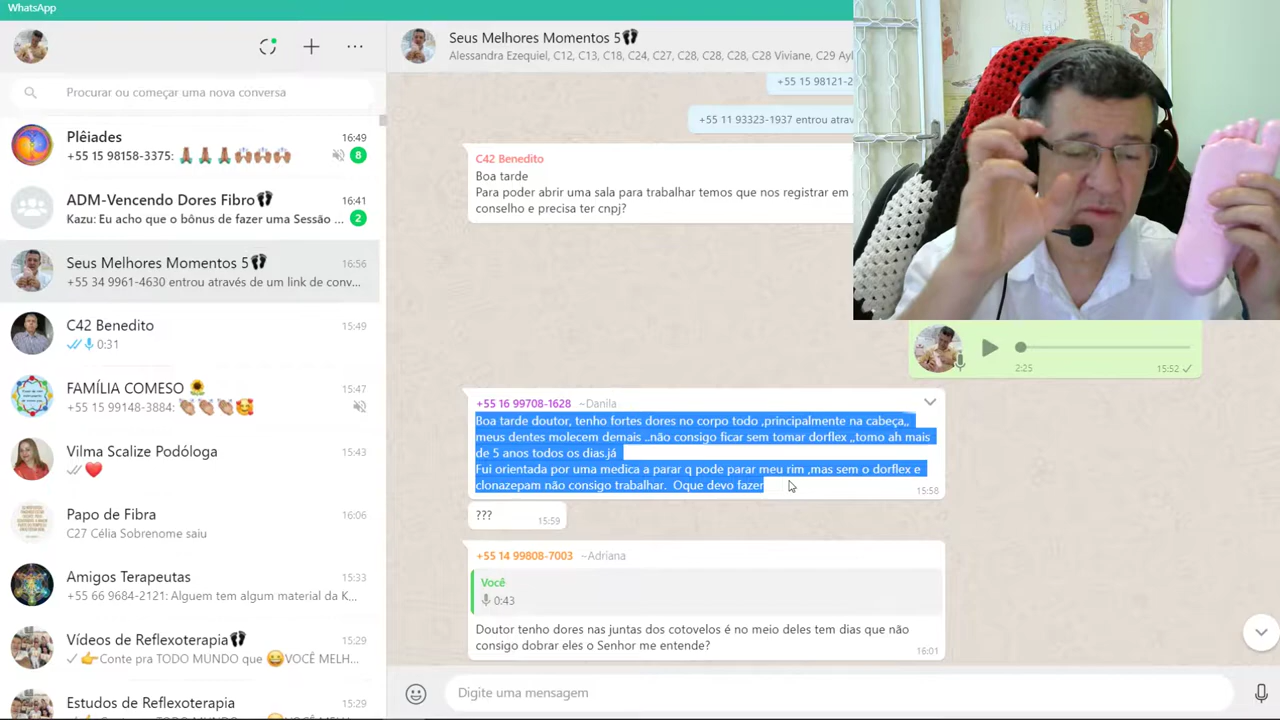 WhatsApp
Procurar ou começar uma nova conversa
Plêiades
16:49
+55 15 98158-3775: 🙏🏽🙏🏽🙏🏽👏🏽👏🏽👏🏽
8
ADM-Vencendo Dores Fibro👣
16:41
Kazu: Eu acho que o bônus de fazer uma Sessão ...
2
Seus Melhores Momentos 5👣
16:56
+55 34 9961-4630 entrou através de um link de conv...
C42 Benedito
15:49
0:31
FAMÍLIA COMESO 🌻
15:47
+55 15 99148-3884: 👏🏽👏🏽👏🏽🥰
Vilma Scalize Podóloga
15:43
❤️
Papo de Fibra
16:06
C27 Célia Sobrenome saiu
Amigos Terapeutas
15:33
+55 66 9684-2121: Alguem tem algum material da K...
Vídeos de Reflexoterapia👣
15:29
👉Conte pra TODO MUNDO que 😂VOCÊ MELH...
Estudos de Reflexoterapia
15:29
Seus Melhores Momentos 5👣
Alessandra Ezequiel, C12, C13, C18, C24, C27, C28, C28, C28, C28 Viviane, C29 Ayl
+55 15 98121-2
+55 11 93323-1937 entrou atrav
C42 Benedito
Boa tarde
Para poder abrir uma sala para trabalhar temos que nos registrar em
conselho e precisa ter cnpj?
2:25
15:52
+55 16 99708-1628 ~Danila
Boa tarde doutor, tenho fortes dores no corpo todo ,principalmente na cabeça,,
meus dentes molecem demais ..não consigo ficar sem tomar dorflex ,,tomo ah mais
de 5 anos todos os dias.já
Fui orientada por uma medica a parar q pode parar meu rim ,mas sem o dorflex e
clonazepam não consigo trabalhar. Oque devo fazer
15:58
???
15:59
+55 14 99808-7003 ~Adriana
Você
0:43
Doutor tenho dores nas juntas dos cotovelos é no meio deles tem dias que não
consigo dobrar eles o Senhor me entende?
16:01
Digite uma mensagem